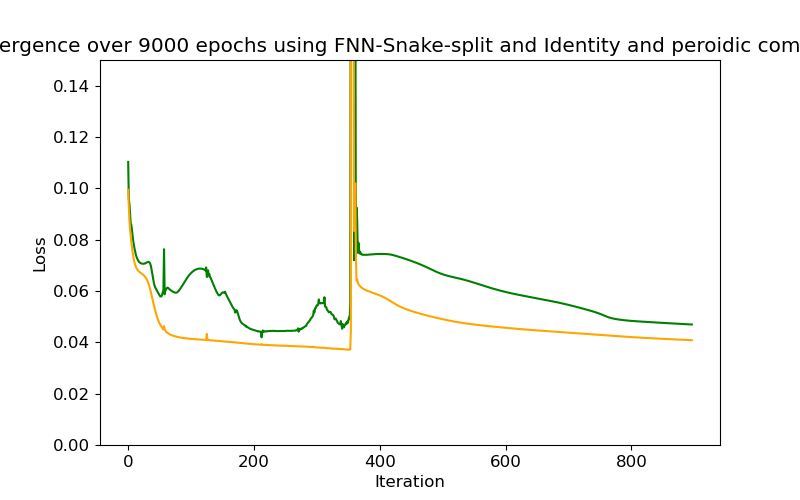 ergence over 9000 epochs using FNN-Snake-split and Identity and peroidic com
0.14
0.12
0.10
0.08
0.06
0.04
0.02
0.00
Loss
0 200 400 600 800
Iteration